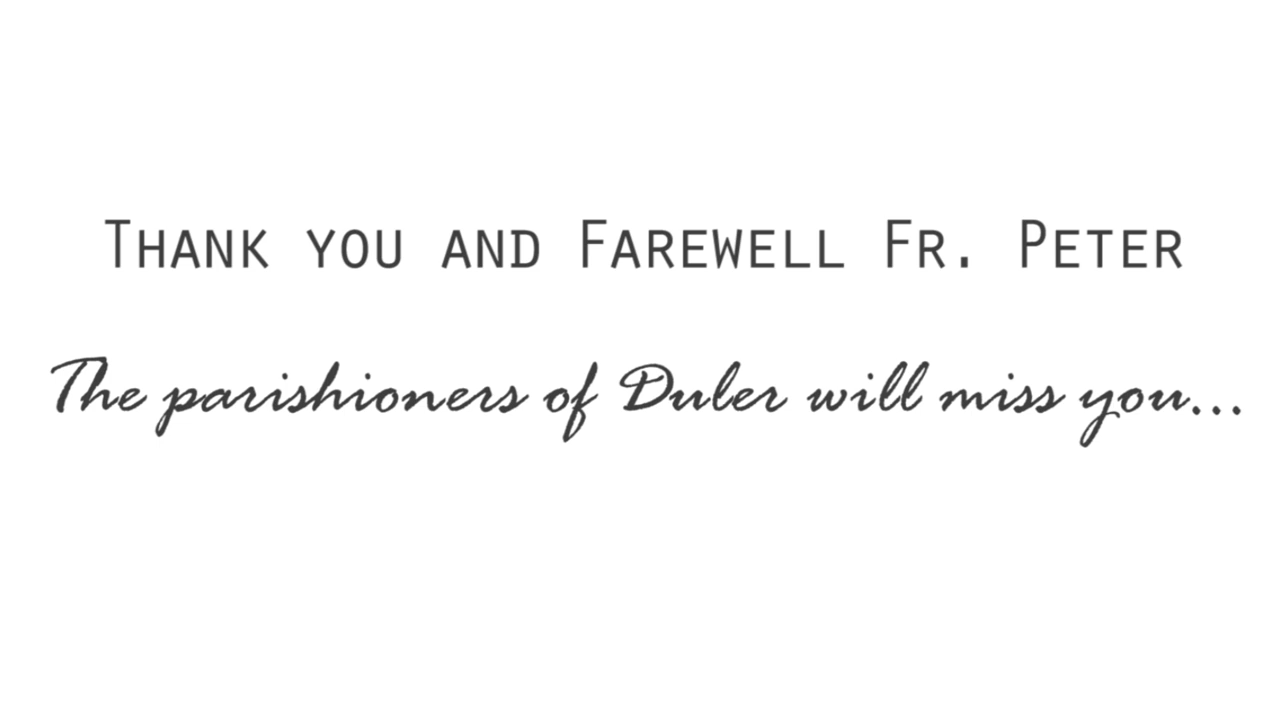 Thank you and Farewell Fr. Peter
The parishioners of Duler will miss you...